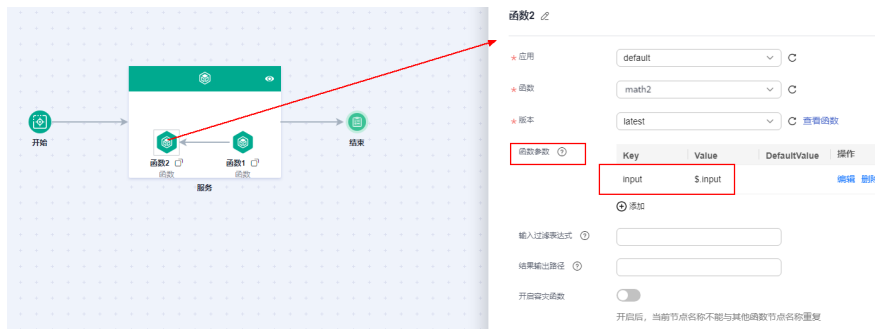 函数2
应用
default
函数
math2
版本
latest
查看函数
函数参数
Key Value DefaultValue 操作
input $.input 编辑
添加
输入过滤表达式
结果输出路径
开启容灾函数
开启后，当前节点名称不能与其他函数节点名称重复
开始
函数2 函数1
函数 函数
服务
结束